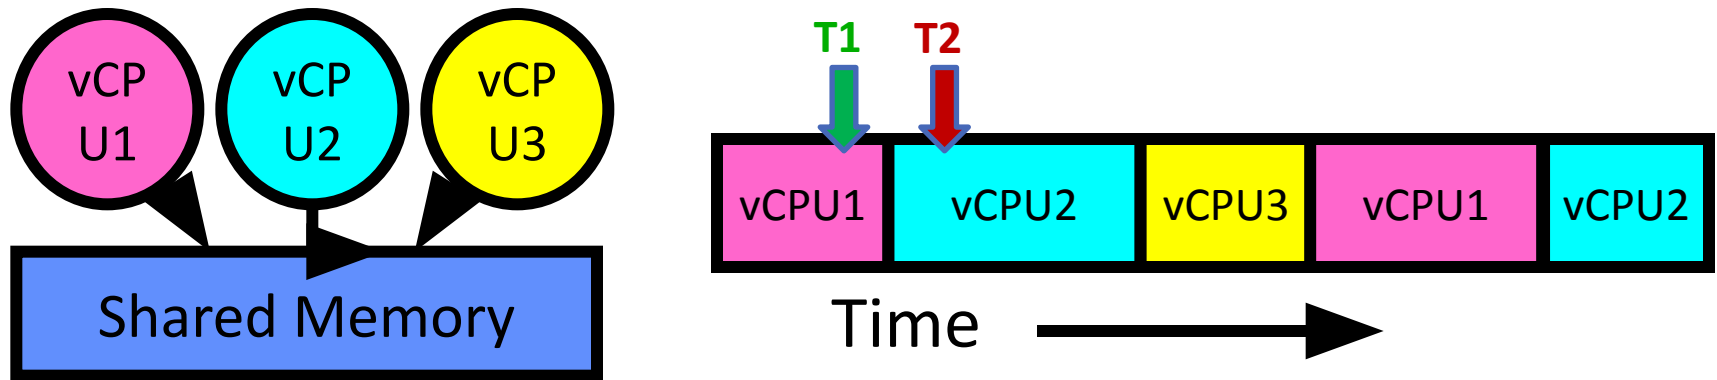 vCP
U1
vCP
U2
vCP
U3
Shared Memory
T1 T2
vCPU1 vCPU2 vCPU3 vCPU1 vCPU2
Time